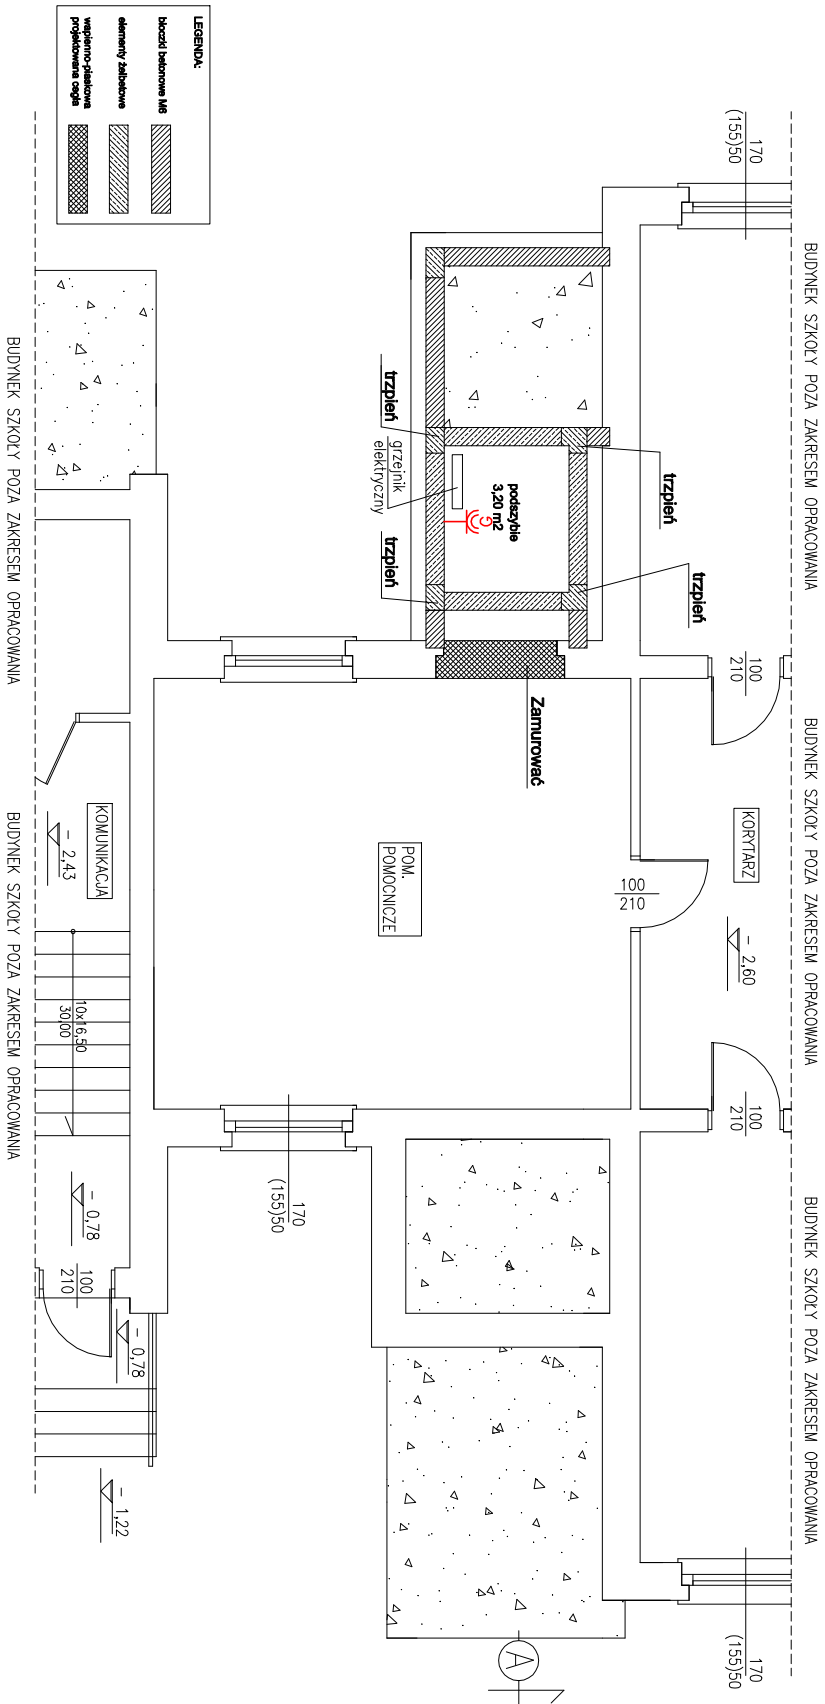 LEGENDA:
bloczki betonowe M6
elementy żelbetowe
projektowana cegła
wapienno-piaskowa
170
(155)50
BUDYNEK SZKOŁY POZA ZAKRESEM OPRACOWANIA
BUDYNEK SZKOŁY POZA ZAKRESEM OPRACOWANIA
BUDYNEK SZKOŁY POZA ZAKRESEM OPRACOWANIA
trzpień
trzpień
trzpień
trzpień
grzejnik
elektryczny
podszybie
3,20 m2
G
Zamurować
100
210
KORYTARZ
- 2,60
100
210
100
210
POM.
POMOCNICZE
KOMUNIKACJA
- 2,43
10x16,50
30,00
- 0,78
100
210
- 0,78
- 1,22
170
(155)50
170
(155)50
A
BUDYNEK SZKOŁY POZA ZAKRESEM OPRACOWANIA
BUDYNEK SZKOŁY POZA ZAKRESEM OPRACOWANIA